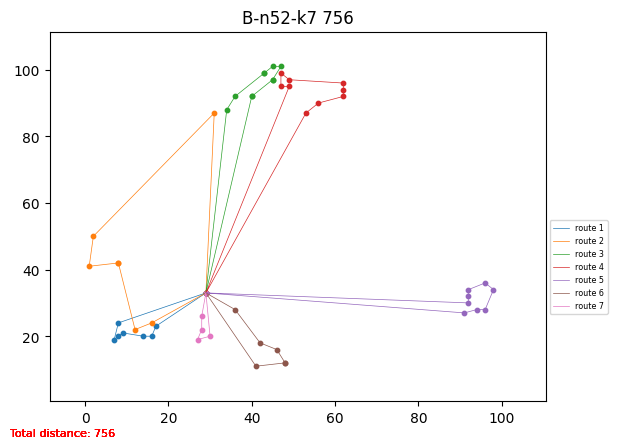 B-n52-k7 756
100
80
60
40
20
0 20 40 60 80 100
route 1
route 2
route 3
route 4
route 5
route 6
route 7
Total distance: 756